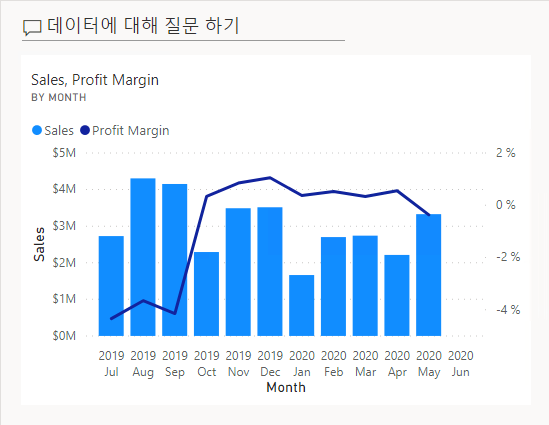 데이터에 대해 질문 하기
Sales, Profit Margin
BY MONTH
Sales Profit Margin
$5M 2 %
$4M 0 %
$3M
$2M -2 %
$1M -4 %
$0M
Sales
2019 2019 2019 2019 2019 2019 2020 2020 2020 2020 2020 2020
Jul Aug Sep Oct Nov Dec Jan Feb Mar Apr May Jun
Month